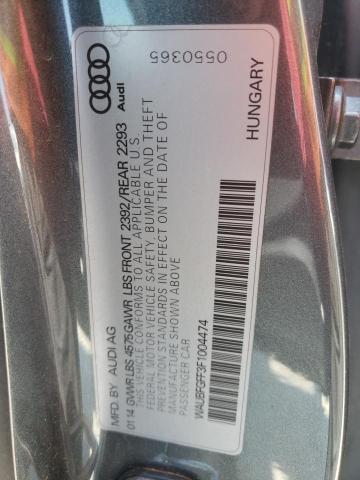 MFD. BY AUDI AG
01 14 GVWR LBS 4575 GAWR LBS FRONT 2392/REAR 2293
THIS VEHICLE CONFORMS TO ALL APPLICABLE U.S.
FEDERAL MOTOR VEHICLE SAFETY, BUMPER AND THEFT
PREVENTION STANDARDS IN EFFECT ON THE DATE OF
MANUFACTURE SHOWN ABOVE
PASSENGER CAR
WAUBFGFF3F1004474
Audi
0550365
HUNGARY